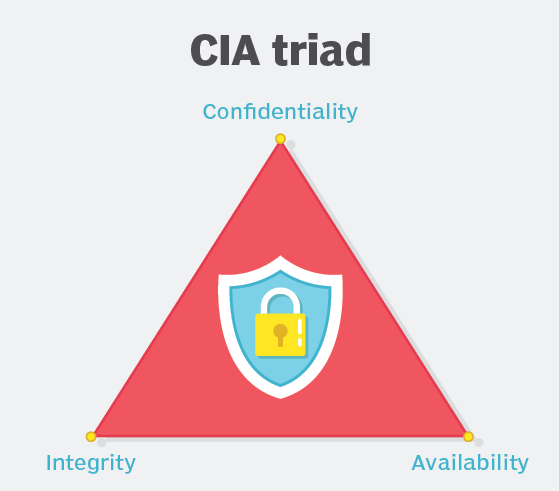 CIA triad
Confidentiality
Integrity
Availability